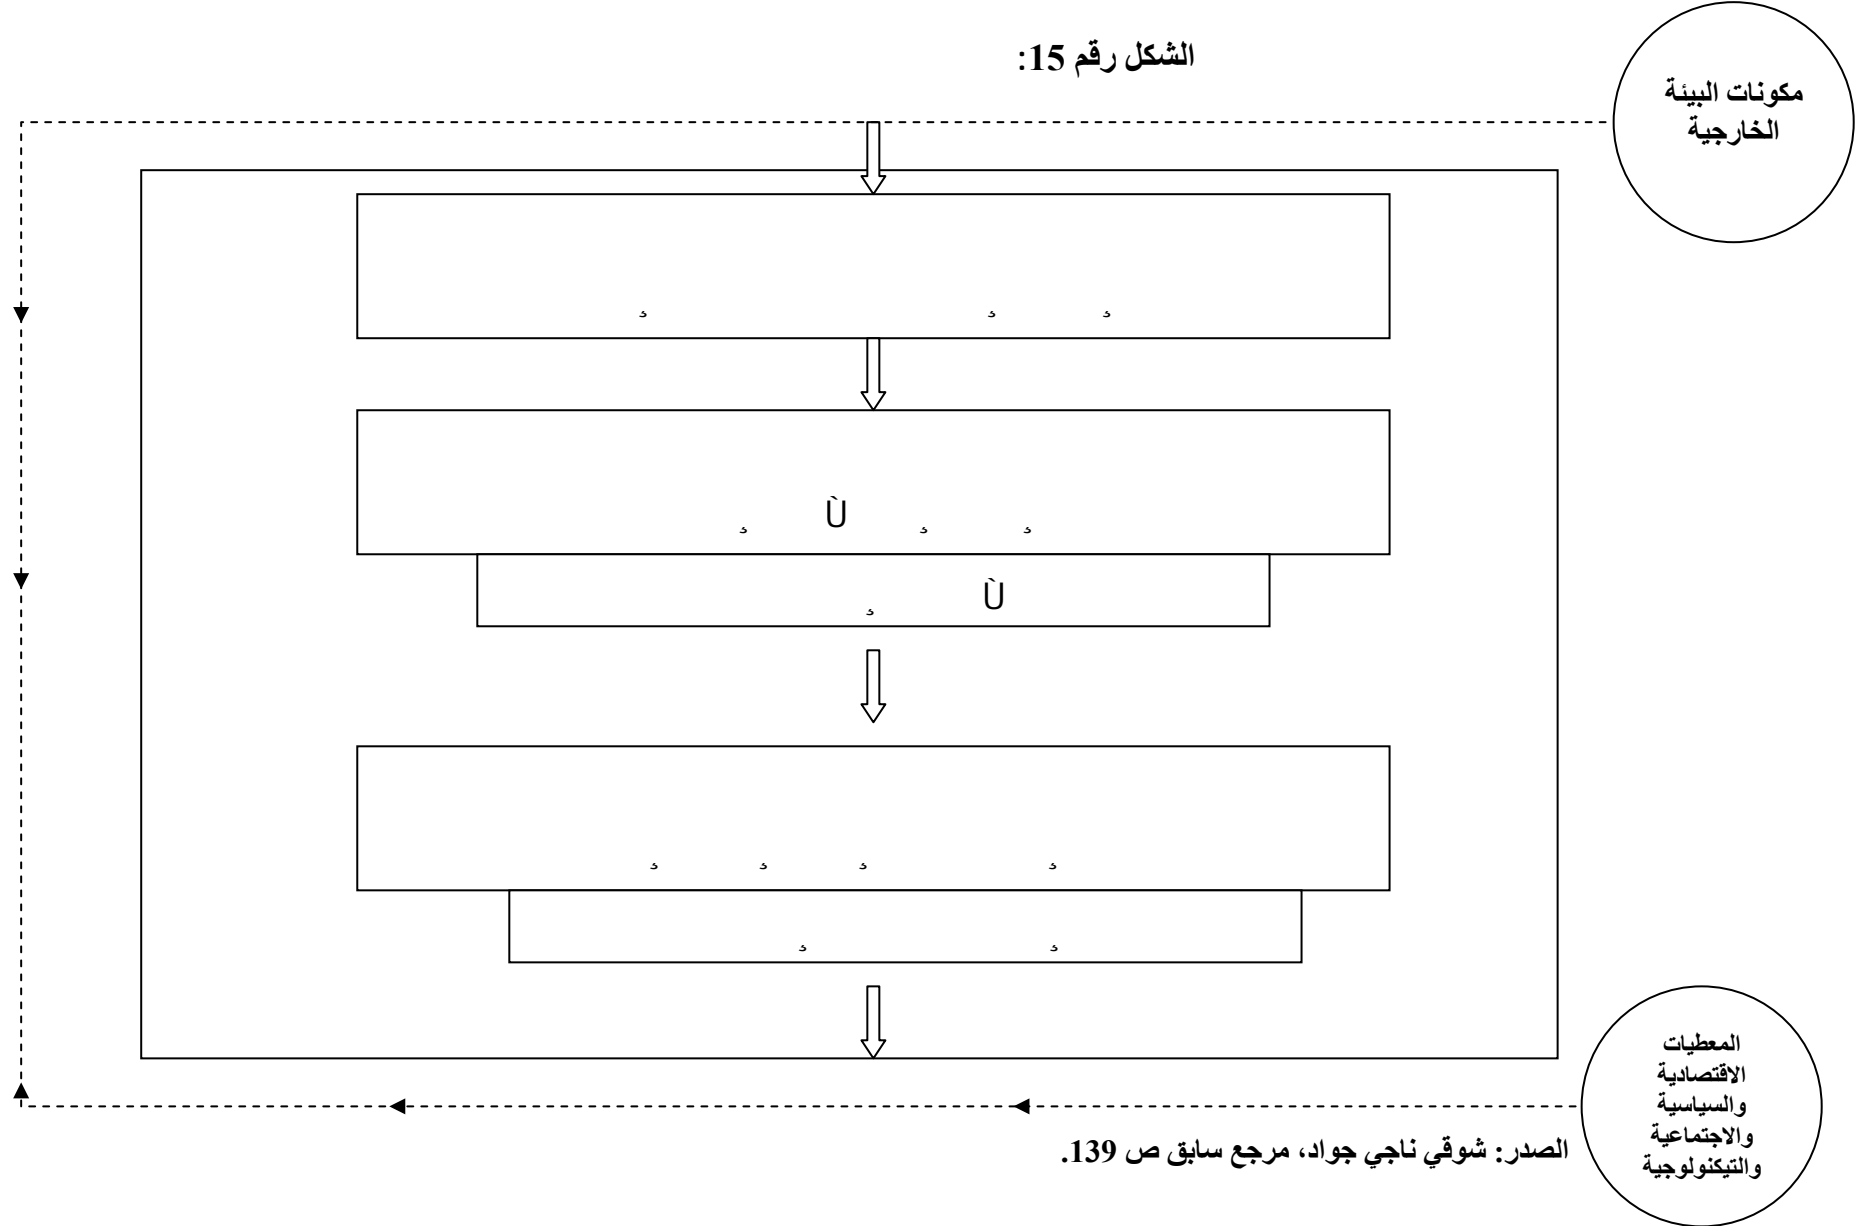 الشكل رقم 15:
مكونات البيئة
الخارجية
ئ ئ ئ
ئ ئ Ù ئ
Ù ئ
ئ ئ ئ ئ
ئ ئ
المعطيات
الاقتصادية
والسياسية
والاجتماعية
والتيكنولوجية
الصدر: شوقي ناجي جواد، مرجع سابق ص 139.